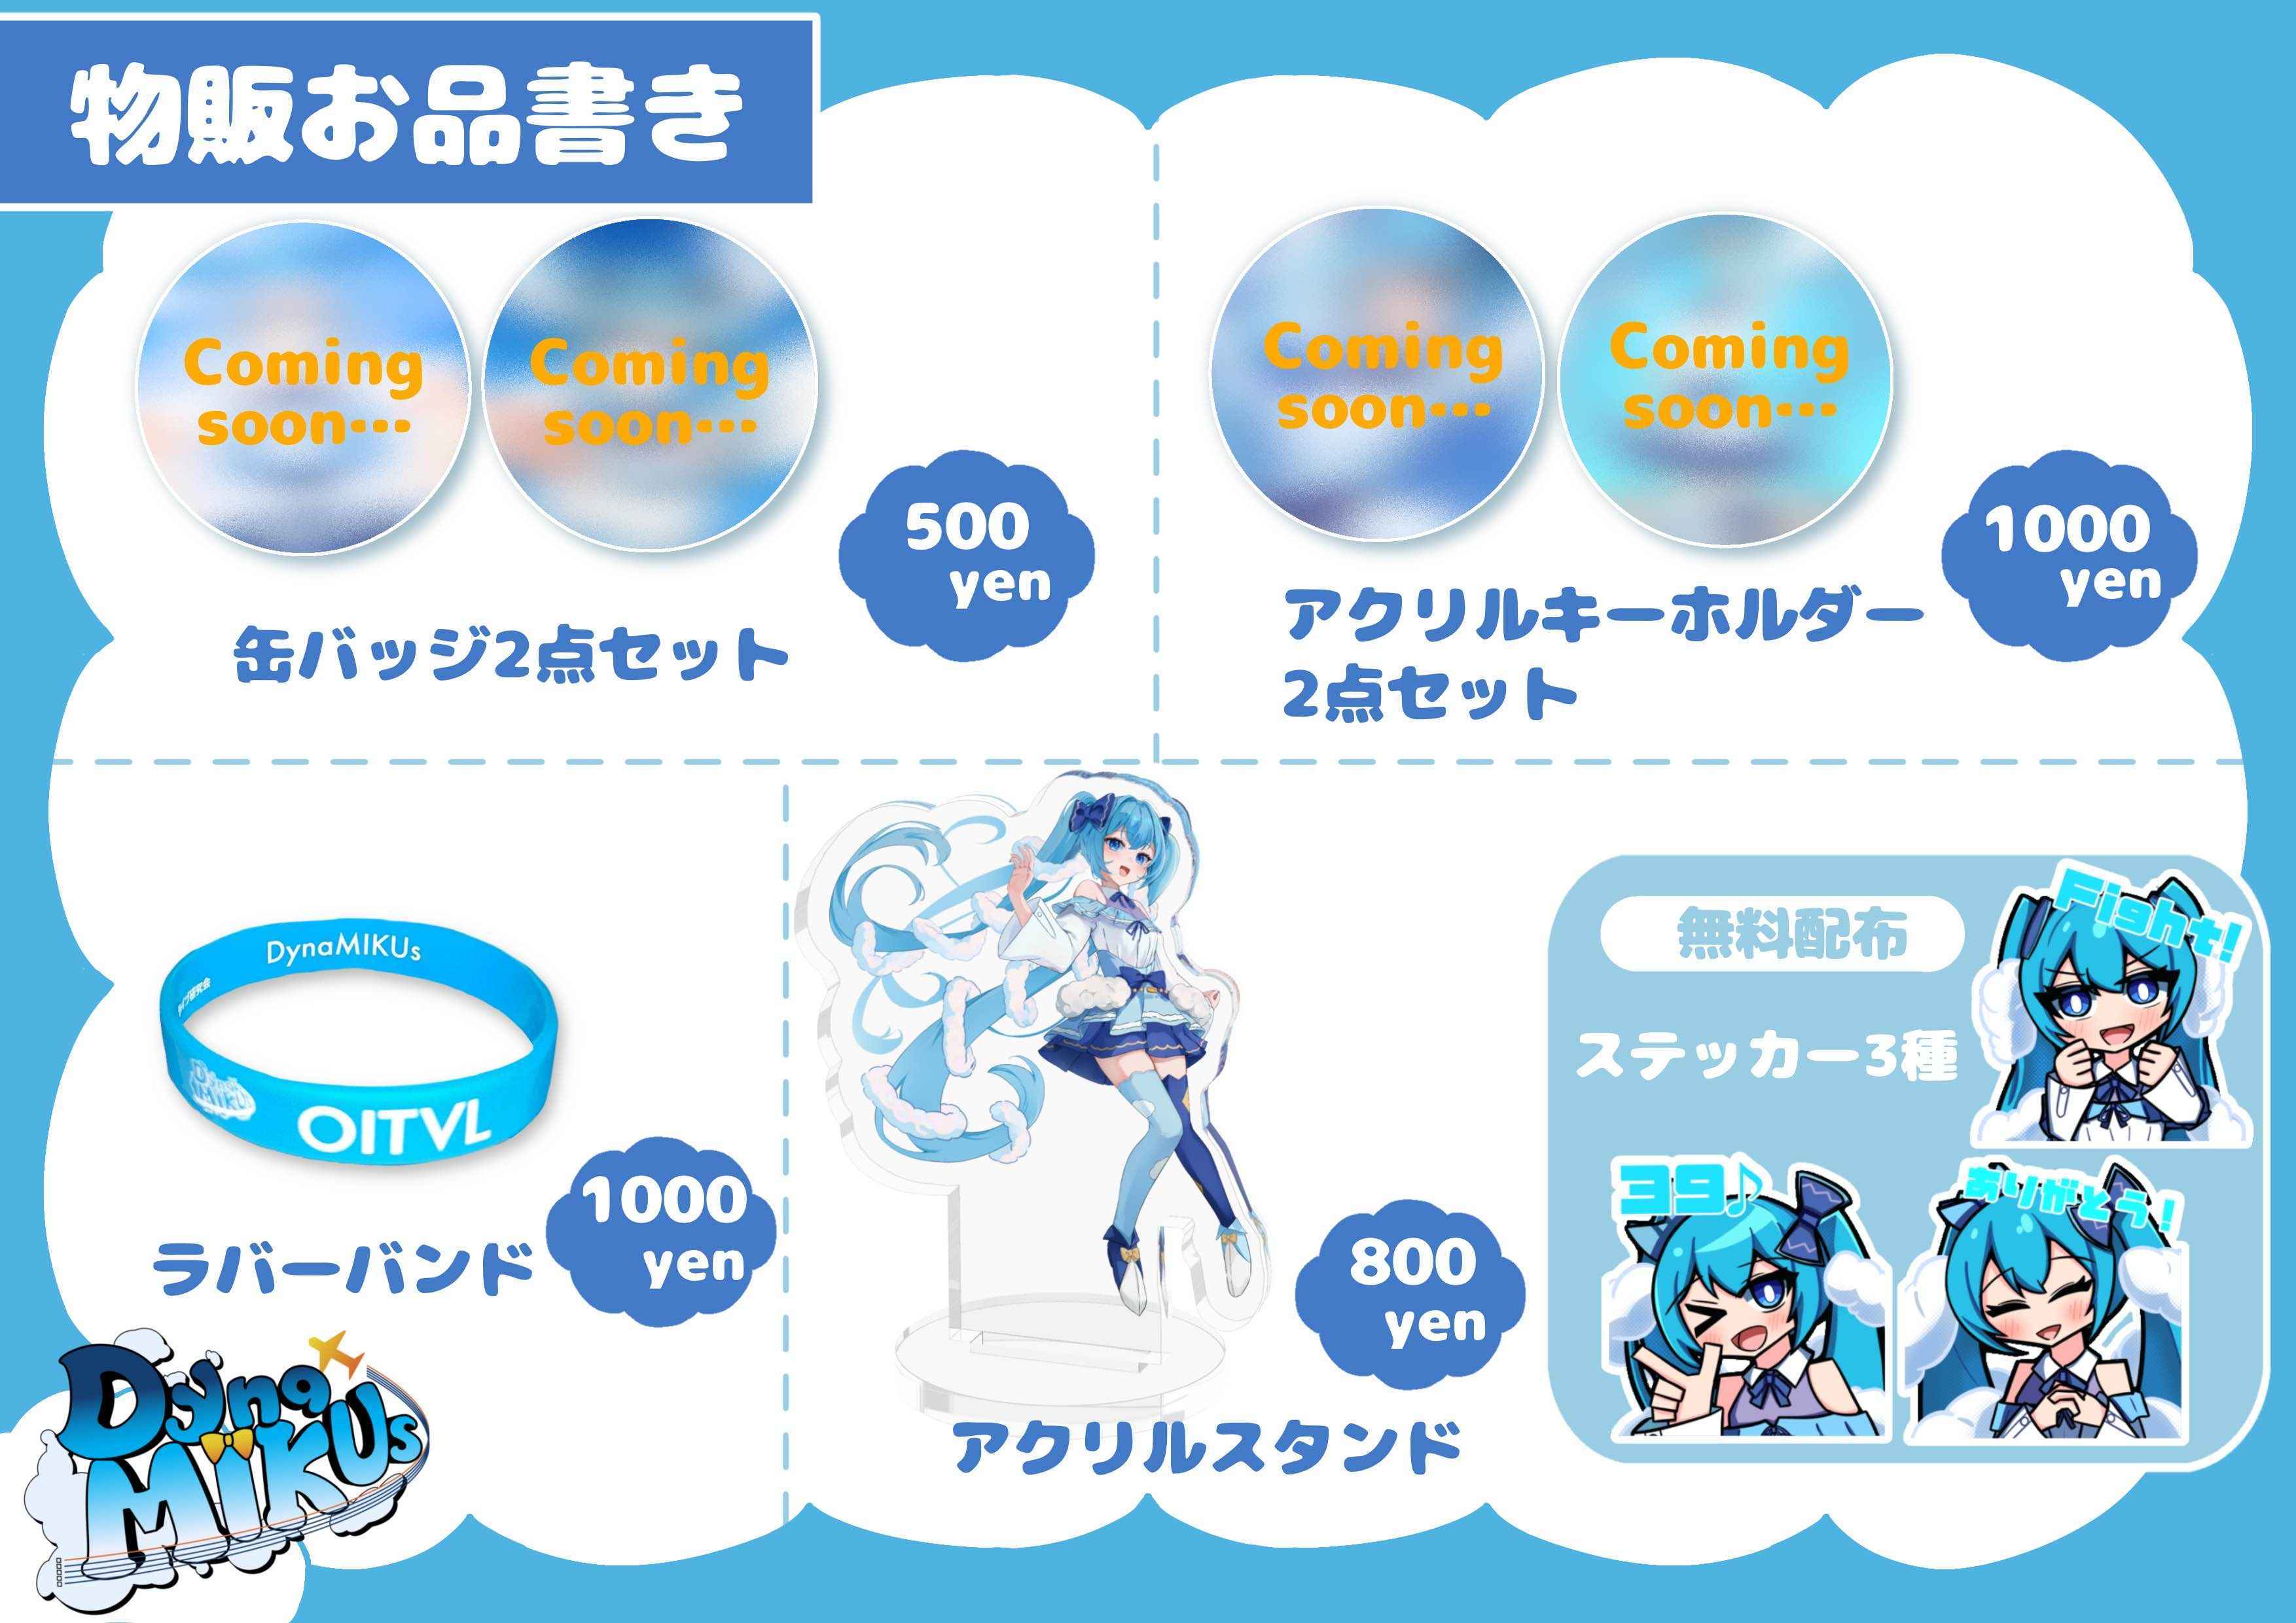 物販お品書き
Coming
soon…
Coming
soon…
500
yen
缶バッジ2点セット
Coming
soon…
Coming
soon…
1000
yen
アクリルキーホルダー
2点セット
DynaMIKUs
OITVL
1000
yen
ラバーバンド
800
yen
アクリルスタンド
無料配布
ステッカー3種
Fight!
39♪
ありがとう!
Dyna
MiKUs